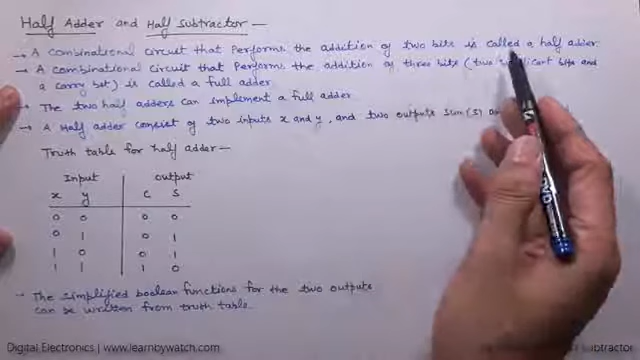 Half Adder and Half Subtractor —
→ A combinational circuit that performs the addition of two bits is called a half adder.
→ A combinational circuit that performs the addition of three bits (two bits and
a carry bit) is called a full adder
→ The two half adders can implement a full adder
→ A Half adder consist of two inputs x and y, and two outputs sum(s)
Truth table for half adder —
Input output
x y C S
0 0 0 0
0 1 0 1
1 0 0 1
1 1 1 0
→ The simplified boolean functions for the two outputs
can be written from truth table.
Digital Electronics | www.learnbywatch.com Subtractor